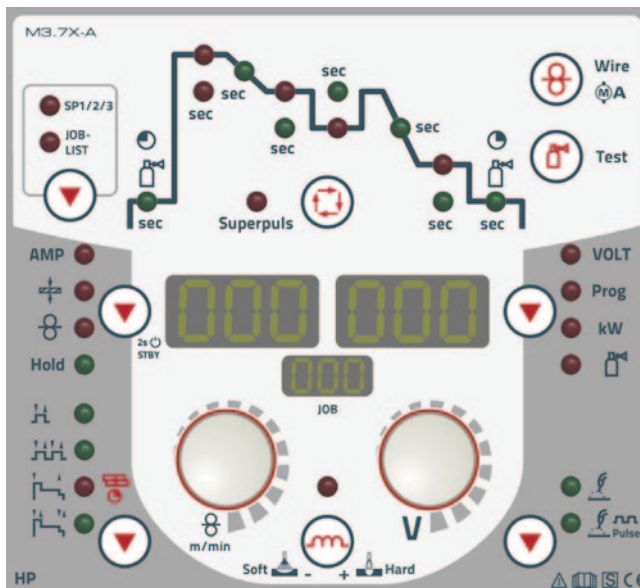 M3.7X-A
SP1/2/3
JOB-
LIST
sec
sec
sec
sec
sec
sec
sec
sec
Wire
M A
Test
Superpuls
AMP
Hold
VOLT
Prog
kW
000
000
2s
STBY
000
JOB
m/min
V
Soft - + Hard
Pulse
HP
S CE